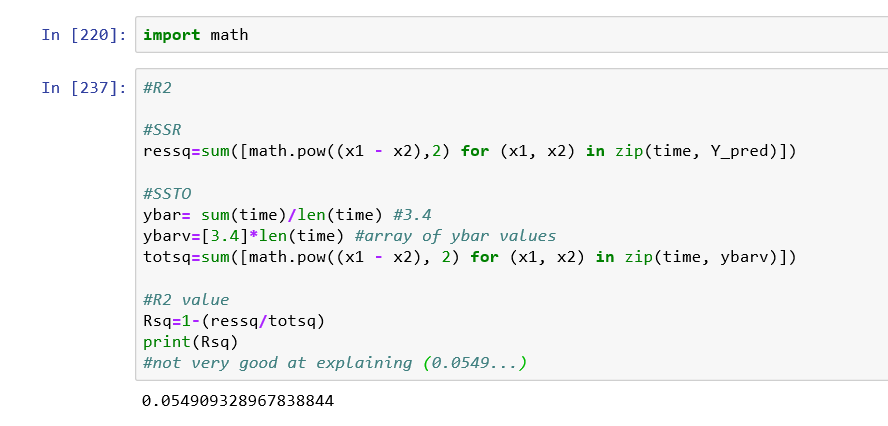 In [220]: import math
In [237]: #R2
#SSR
ressq=sum([math.pow((x1 - x2),2) for (x1, x2) in zip(time, Y_pred)])
#SSTO
ybar= sum(time)/len(time) #3.4
ybarv=[3.4]*len(time) #array of ybar values
totsq=sum([math.pow((x1 - x2), 2) for (x1, x2) in zip(time, ybarv)])
#R2 value
Rsq=1-(ressq/totsq)
print(Rsq)
#not very good at explaining (0.0549...)
0.054909328967838844